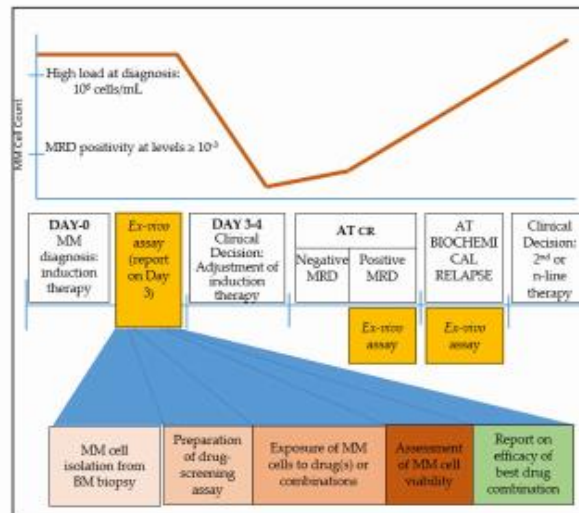 MM Cell Count
High load at diagnosis:
10⁶ cells/mL
MRD positivity at levels ≥ 10⁻³
DAY-0
MM
diagnosis:
induction
therapy
Ex-vivo
assay
(report
on Day
3)
DAY 3-4
Clinical
Decision:
Adjustment of
induction
therapy
AT CR
Negative
MRD
Positive
MRD
AT
BIOCHEMI
CAL
RELAPSE
Clinical
Decision:
2nd or
n-line
therapy
Ex-vivo
assay
Ex-vivo
assay
MM cell
isolation from
BM biopsy
Preparation
of drug-
screening
assay
Exposure of MM
cells to drug(s) or
combinations
Assessment
of MM cell
viability
Report on
efficacy of
best drug
combination